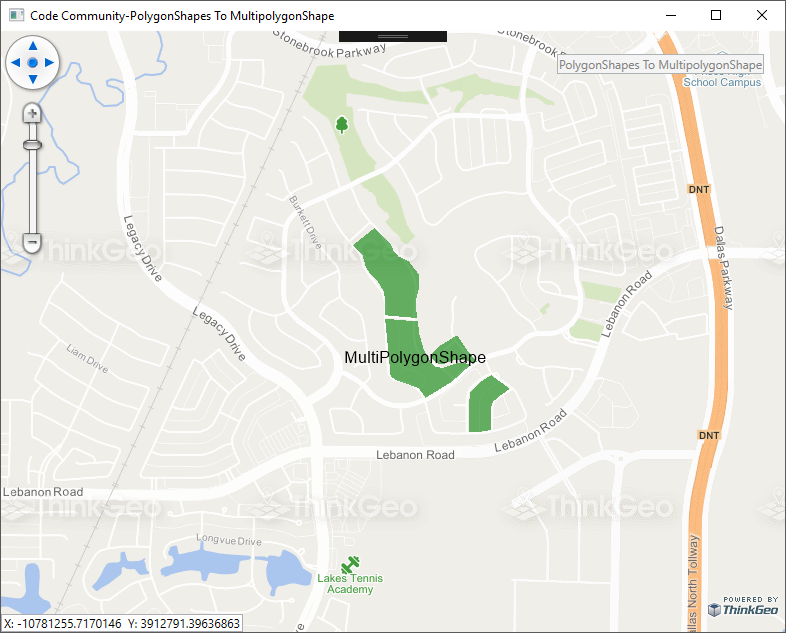 Code Community-PolygonShapes To MultipolygonShape
Stonebrook Parkway
Stonebrook
PolygonShapes To MultipolygonShape
School Campus
DNT
Burkett Drive
Legacy Drive
Dallas Parkway
ThinkGeo
ThinkGeo
ThinkGeo
Lebanon Road
Legacy Drive
Liam Drive
MultiPolygonShape
Lebanon Road
DNT
Lebanon Road
Lebanon Road
ThinkGeo
ThinkGeo
ThinkGeo
Longvue Drive
Dallas North Tollway
Lakes Tennis
Academy
POWERED BY
ThinkGeo
X: -10781255.7170146 Y: 3912791.39636863